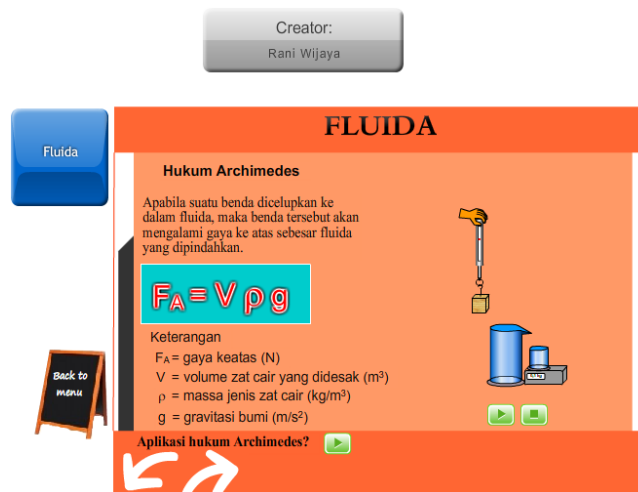 Creator:
Rani Wijaya
FLUIDA
Fluida
Hukum Archimedes
Apabila suatu benda dicelupkan ke
dalam fluida, maka benda tersebut akan
mengalami gaya ke atas sebesar fluida
yang dipindahkan.
FA = V ρ g
Keterangan
FA = gaya keatas (N)
V = volume zat cair yang didesak (m³)
ρ = massa jenis zat cair (kg/m³)
g = gravitasi bumi (m/s²)
Back to
menu
Aplikasi hukum Archimedes?